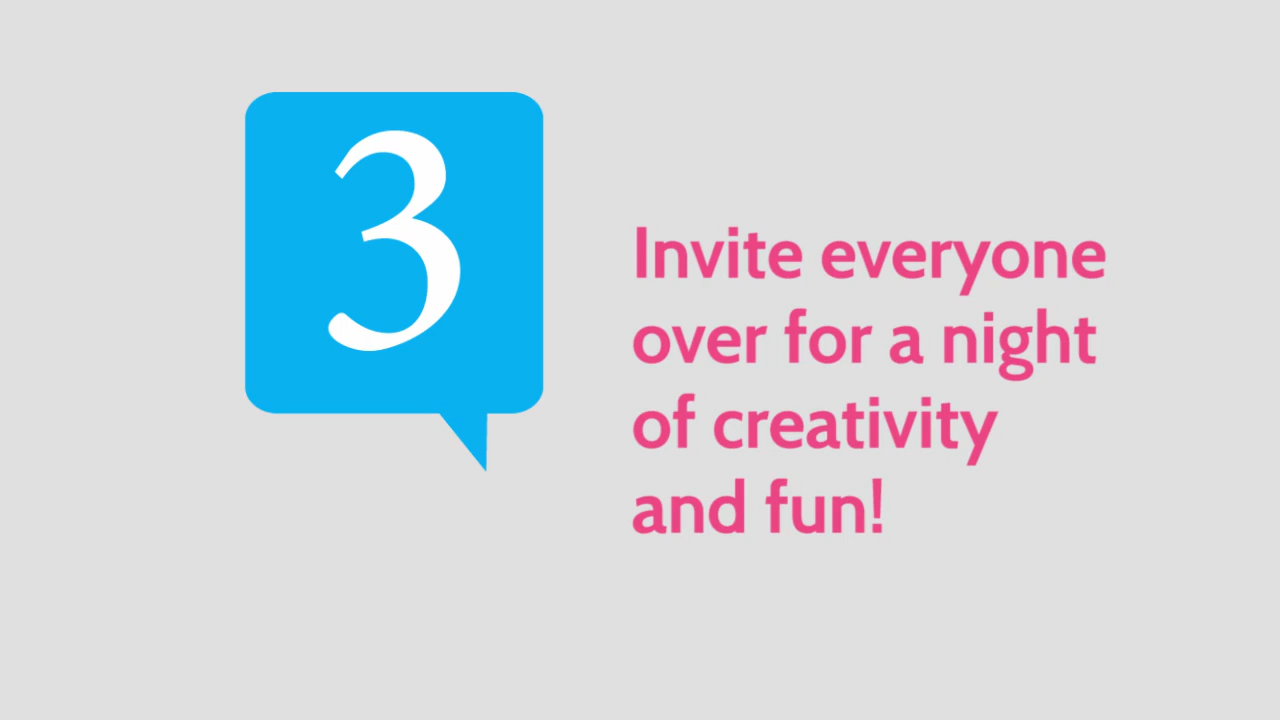 3
Invite everyone
over for a night
of creativity
and fun!